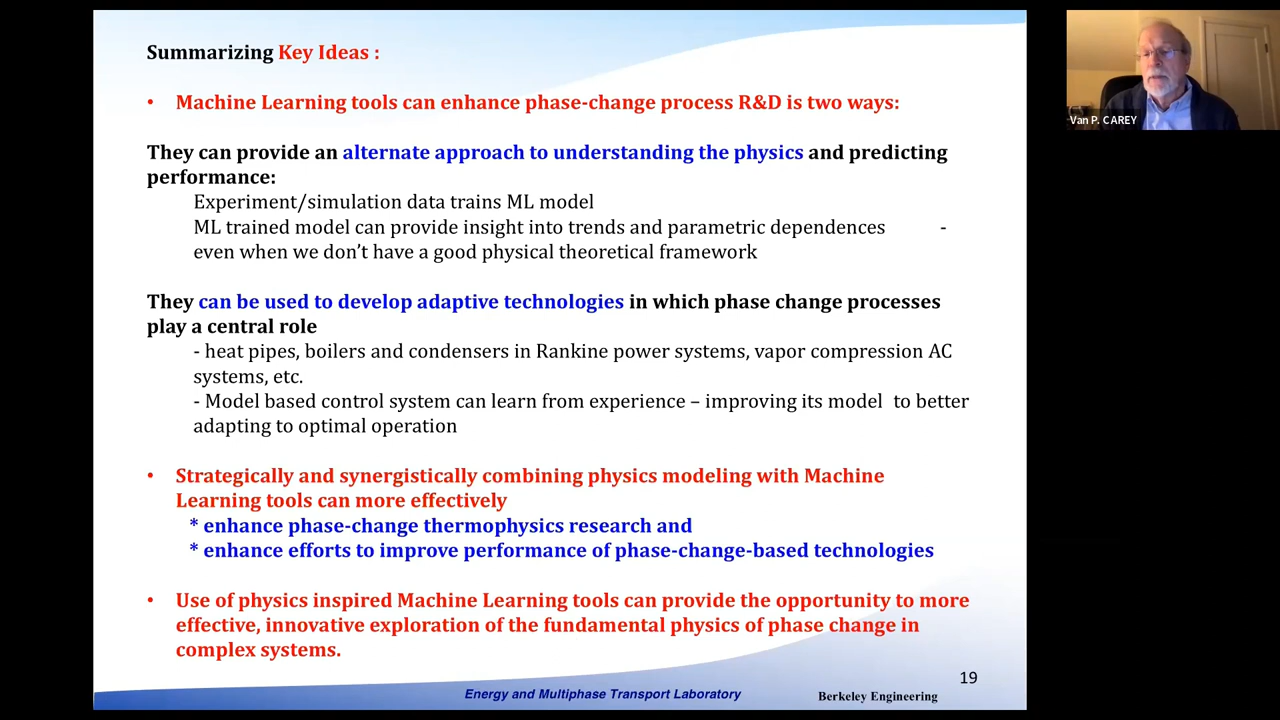 Summarizing Key Ideas :
• Machine Learning tools can enhance phase-change process R&D is two ways:
They can provide an alternate approach to understanding the physics and predicting
performance:
Experiment/simulation data trains ML model
ML trained model can provide insight into trends and parametric dependences -
even when we don't have a good physical theoretical framework
They can be used to develop adaptive technologies in which phase change processes
play a central role
- heat pipes, boilers and condensers in Rankine power systems, vapor compression AC
systems, etc.
- Model based control system can learn from experience – improving its model to better
adapting to optimal operation
• Strategically and synergistically combining physics modeling with Machine
Learning tools can more effectively
* enhance phase-change thermophysics research and
* enhance efforts to improve performance of phase-change-based technologies
• Use of physics inspired Machine Learning tools can provide the opportunity to more
effective, innovative exploration of the fundamental physics of phase change in
complex systems.
19
Energy and Multiphase Transport Laboratory
Berkeley Engineering
Van P. CAREY